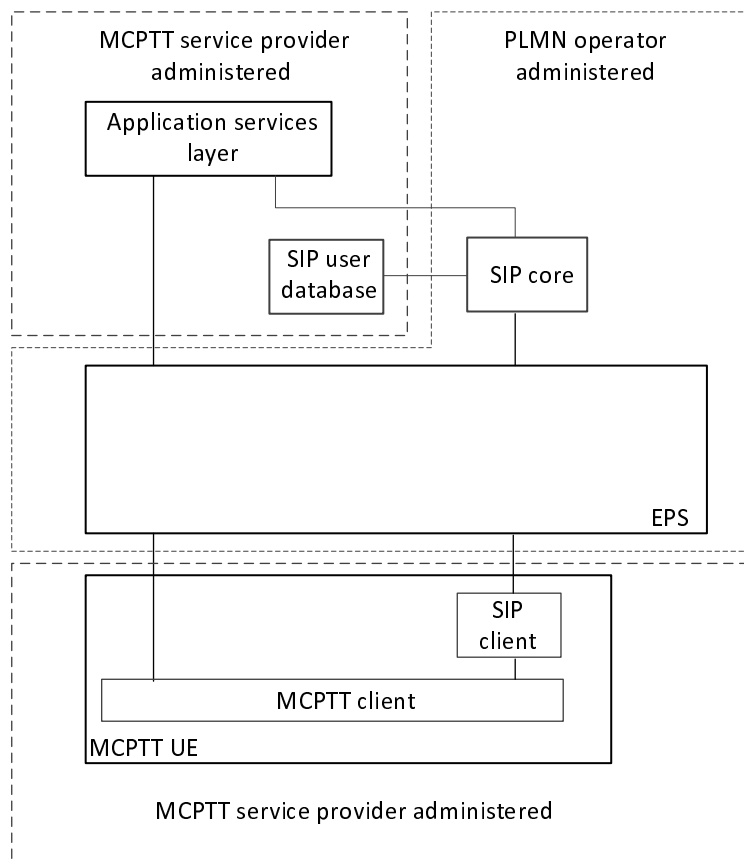 MCPTT service provider
administered
PLMN operator
administered
Application services
layer
SIP user
database
SIP core
EPS
SIP
client
MCPTT client
MCPTT UE
MCPTT service provider administered